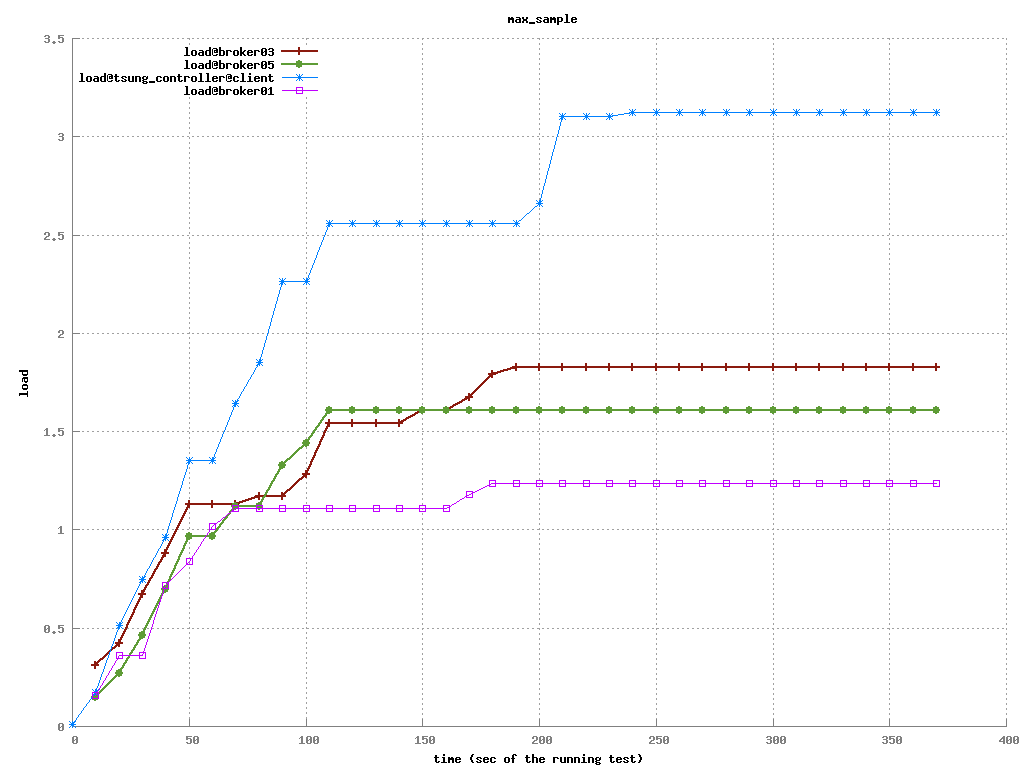 max_sample
load@broker03
load@broker05
load@tsung_controller@client
load@broker01
3.5
3
2.5
2
1.5
1
0.5
0
load
0
50
100
150
200
250
300
350
400
time (sec of the running test)